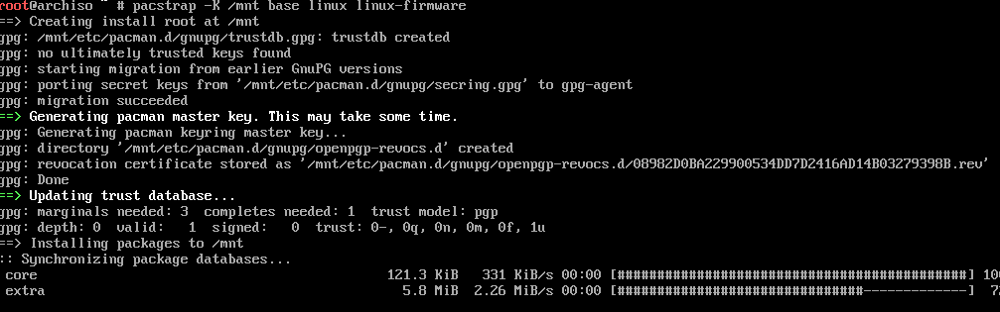 root@archiso ~ # pacstrap -K /mnt base linux linux-firmware
==> Creating install root at /mnt
gpg: /mnt/etc/pacman.d/gnupg/trustdb.gpg: trustdb created
gpg: no ultimately trusted keys found
gpg: starting migration from earlier GnuPG versions
gpg: porting secret keys from '/mnt/etc/pacman.d/gnupg/secring.gpg' to gpg-agent
gpg: migration succeeded
==> Generating pacman master key. This may take some time.
gpg: Generating pacman keyring master key...
gpg: directory '/mnt/etc/pacman.d/gnupg/openpgp-revocs.d' created
gpg: revocation certificate stored as '/mnt/etc/pacman.d/gnupg/openpgp-revocs.d/08982D0BA229900534DD7D2416AD14B03279398B.rev'
gpg: Done
==> Updating trust database...
gpg: marginals needed: 3  completes needed: 1  trust model: pgp
gpg: depth: 0  valid:   1  signed:   0  trust: 0-, 0q, 0n, 0m, 0f, 1u
==> Installing packages to /mnt
:: Synchronizing package databases...
core 121.3 KiB 331 KiB/s 00:00 [###########################################] 10
extra 5.8 MiB 2.26 MiB/s 00:00 [##############################-------------] 7